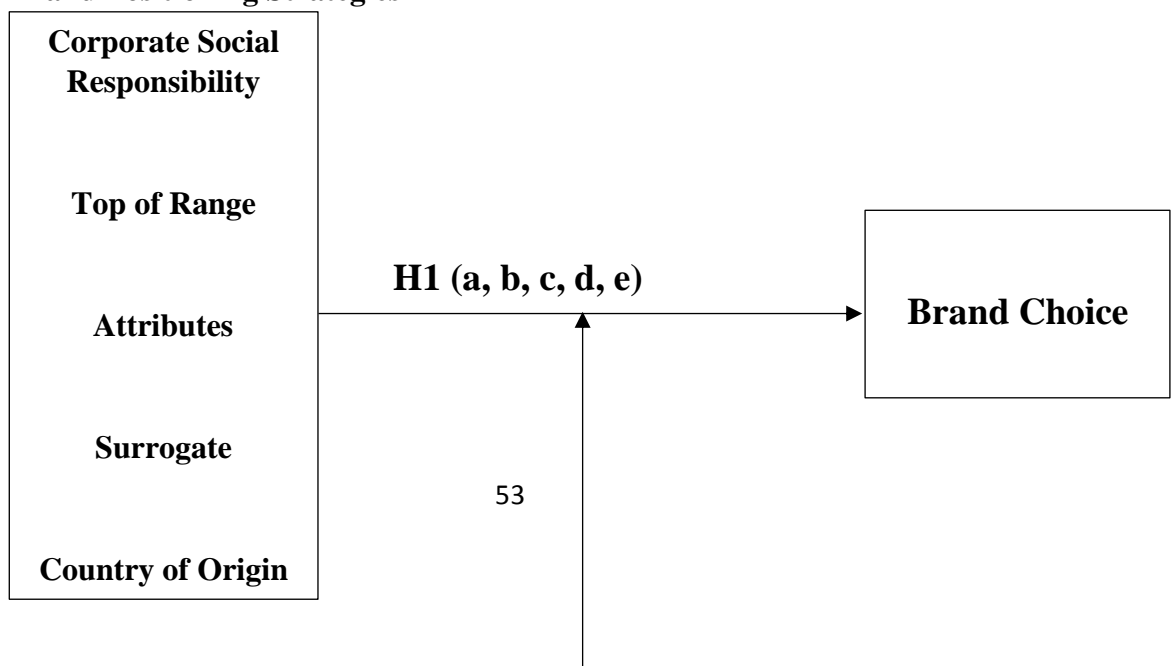 Corporate Social
Responsibility
Top of Range
Attributes
Surrogate
Country of Origin
H1 (a, b, c, d, e)
Brand Choice
53